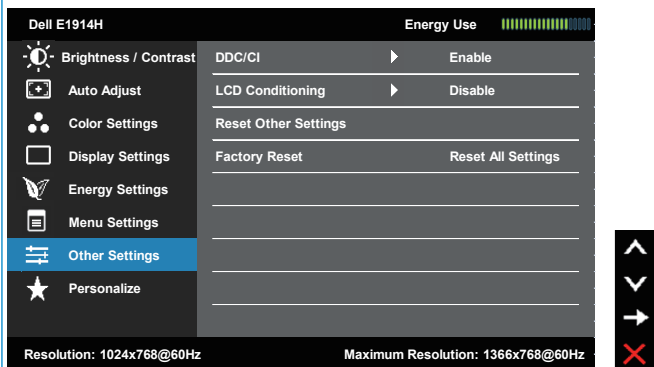 Dell E1914H Energy Use
Brightness / Contrast DDC/CI Enable
Auto Adjust LCD Conditioning Disable
Color Settings Reset Other Settings
Display Settings Factory Reset Reset All Settings
Energy Settings
Menu Settings
Other Settings
Personalize
Resolution: 1024x768@60Hz Maximum Resolution: 1366x768@60Hz